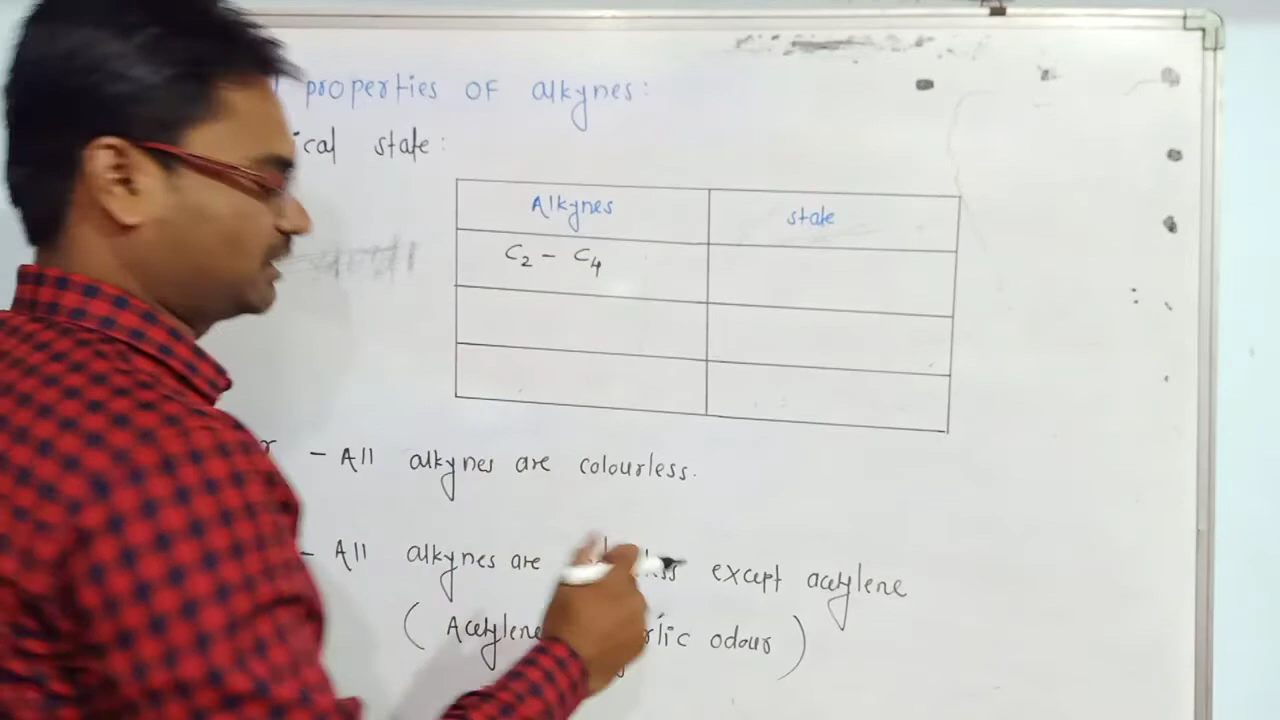 properties of alkynes:
ical state:
Alkynes state
C₂ - C₄
- All alkynes are colourless.
- All alkynes are except acetylene
( Acetylene odour )